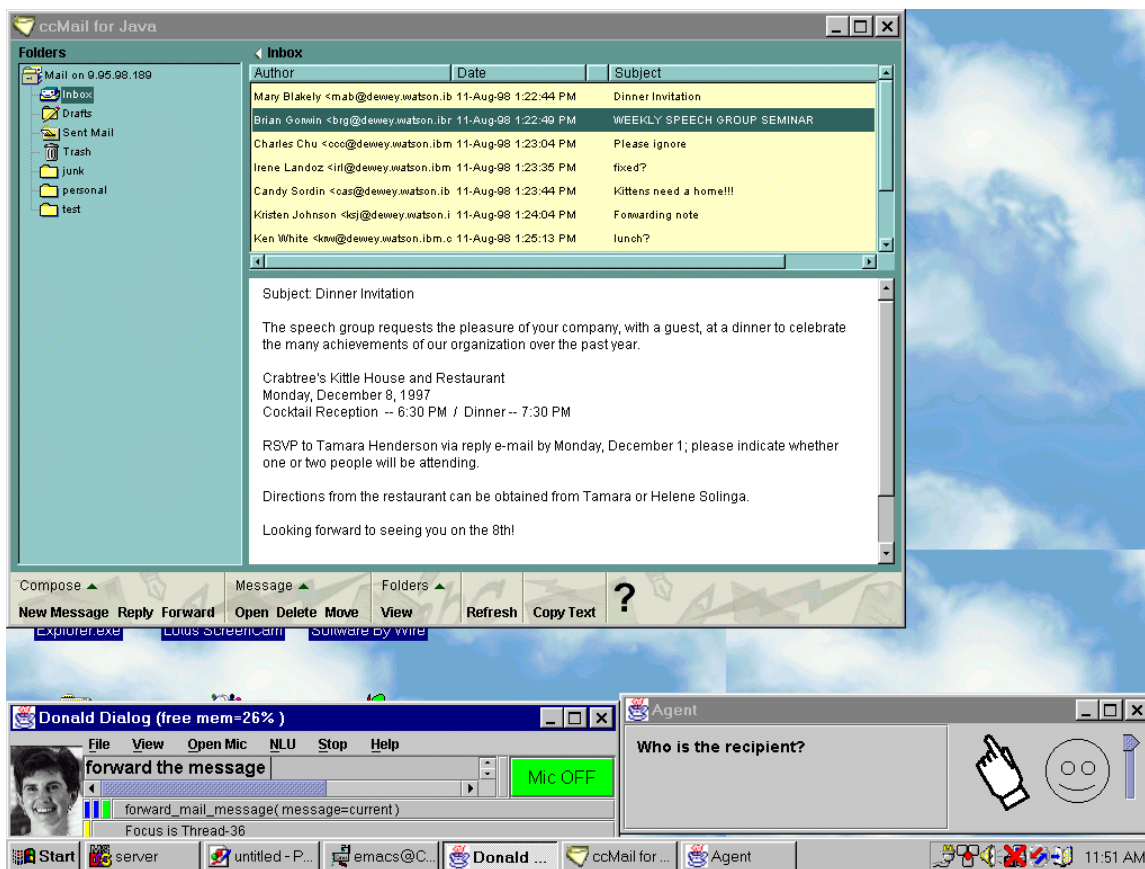 ccMail for Java
Folders
Inbox
Mail on 9.95.98.189
Inbox
Drafts
Sent Mail
Trash
junk
personal
test
Author Date Subject
Mary Blakely <mab@dewey.watson.ib 11-Aug-98 1:22:44 PM Dinner Invitation
Brian Gorwin <brg@dewey.watson.ibr 11-Aug-98 1:22:49 PM WEEKLY SPEECH GROUP SEMINAR
Charles Chu <ccc@dewey.watson.ibm 11-Aug-98 1:23:04 PM Please ignore
Irene Landoz <irl@dewey.watson.ibm 11-Aug-98 1:23:35 PM fixed?
Candy Sordin <cas@dewey.watson.ib 11-Aug-98 1:23:44 PM Kittens need a home!!!
Kristen Johnson <ksj@dewey.watson.i 11-Aug-98 1:24:04 PM Forwarding note
Ken White <krw@dewey.watson.ibm.c 11-Aug-98 1:25:13 PM lunch?
Subject: Dinner Invitation
The speech group requests the pleasure of your company, with a guest, at a dinner to celebrate
the many achievements of our organization over the past year.
Crabtree's Kittle House and Restaurant
Monday, December 8, 1997
Cocktail Reception -- 6:30 PM / Dinner -- 7:30 PM
RSVP to Tamara Henderson via reply e-mail by Monday, December 1; please indicate whether
one or two people will be attending.
Directions from the restaurant can be obtained from Tamara or Helene Solinga.
Looking forward to seeing you on the 8th!
Compose Message Folders
New Message Reply Forward Open Delete Move View Refresh Copy Text ?
Explorer.exe Lotus ScreenCam Software By Wire
Donald Dialog (free mem=26% )
File View Open Mic NLU Stop Help
forward the message
Mic OFF
forward_mail_message( message=current )
Focus is Thread-36
Agent
Who is the recipient?
Start server untitled - P... emacs@C... Donald ... ccMail for ... Agent 11:51 AM